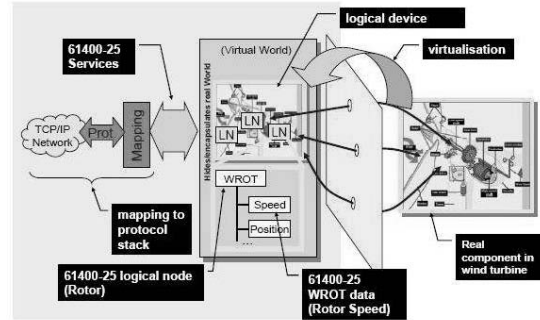 logical device
61400-25
Services
(Virtual World)
virtualisation
Hides/encapsulates real World
LN
LN
LN
TCP/IP
Network
Prot
Mapping
WROT
Speed
Position
...
mapping to
protocol
stack
Real
component in
wind turbine
61400-25 logical node
(Rotor)
61400-25
WROT data
(Rotor Speed)